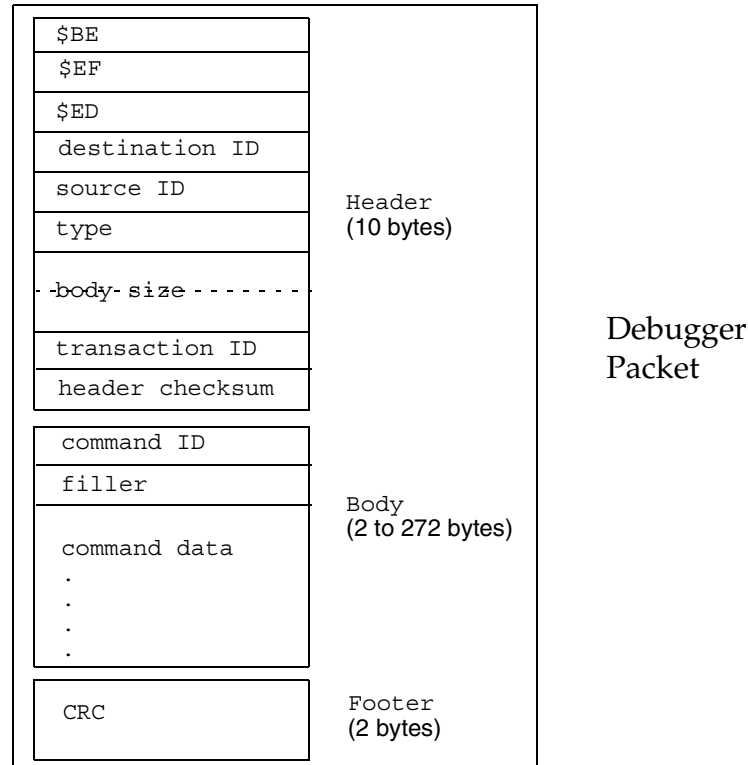 $BE
$EF
$ED
destination ID
source ID
type
body size
transaction ID
header checksum
Header
(10 bytes)
command ID
filler
command data
.
.
.
.
Body
(2 to 272 bytes)
CRC
Footer
(2 bytes)
Debugger
Packet